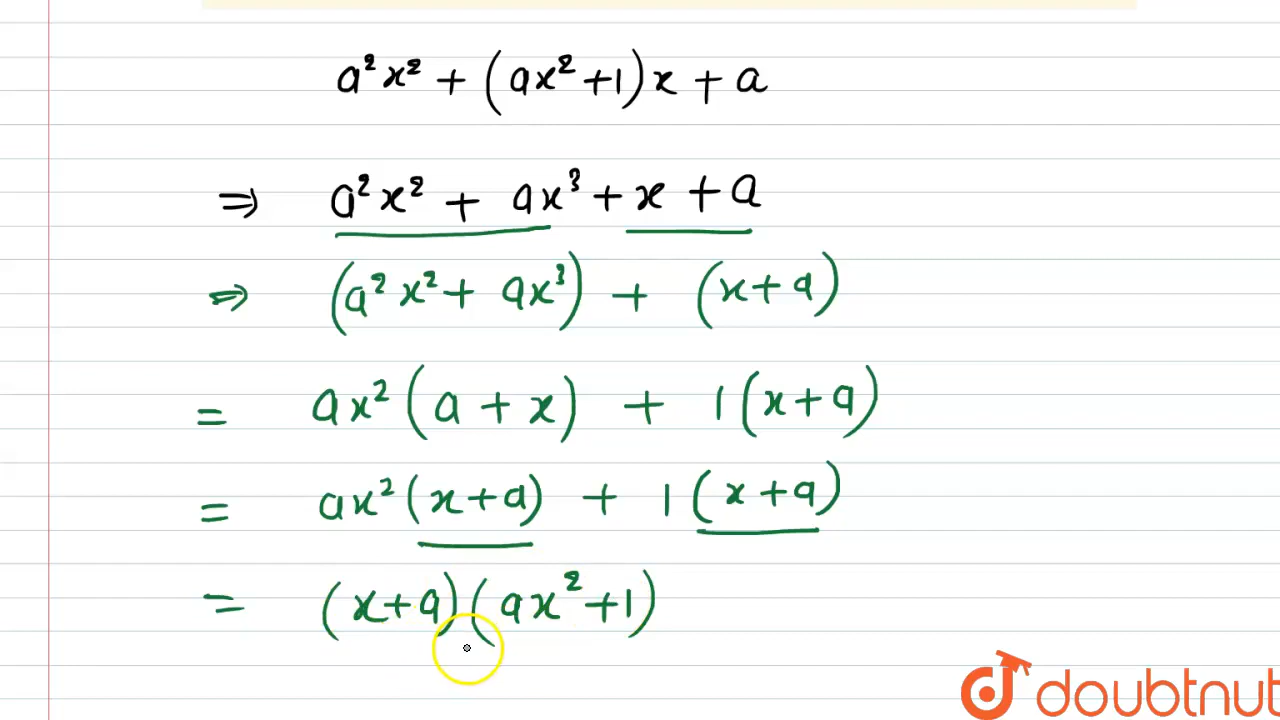 a²x² + (ax²+1)x + a
⇒ a²x² + ax³ + x + a
⇒ (a²x² + ax³) + (x+a)
= ax²(a + x) + 1(x+a)
= ax²(x+a) + 1(x+a)
= (x+a)(ax²+1)
doubtnut